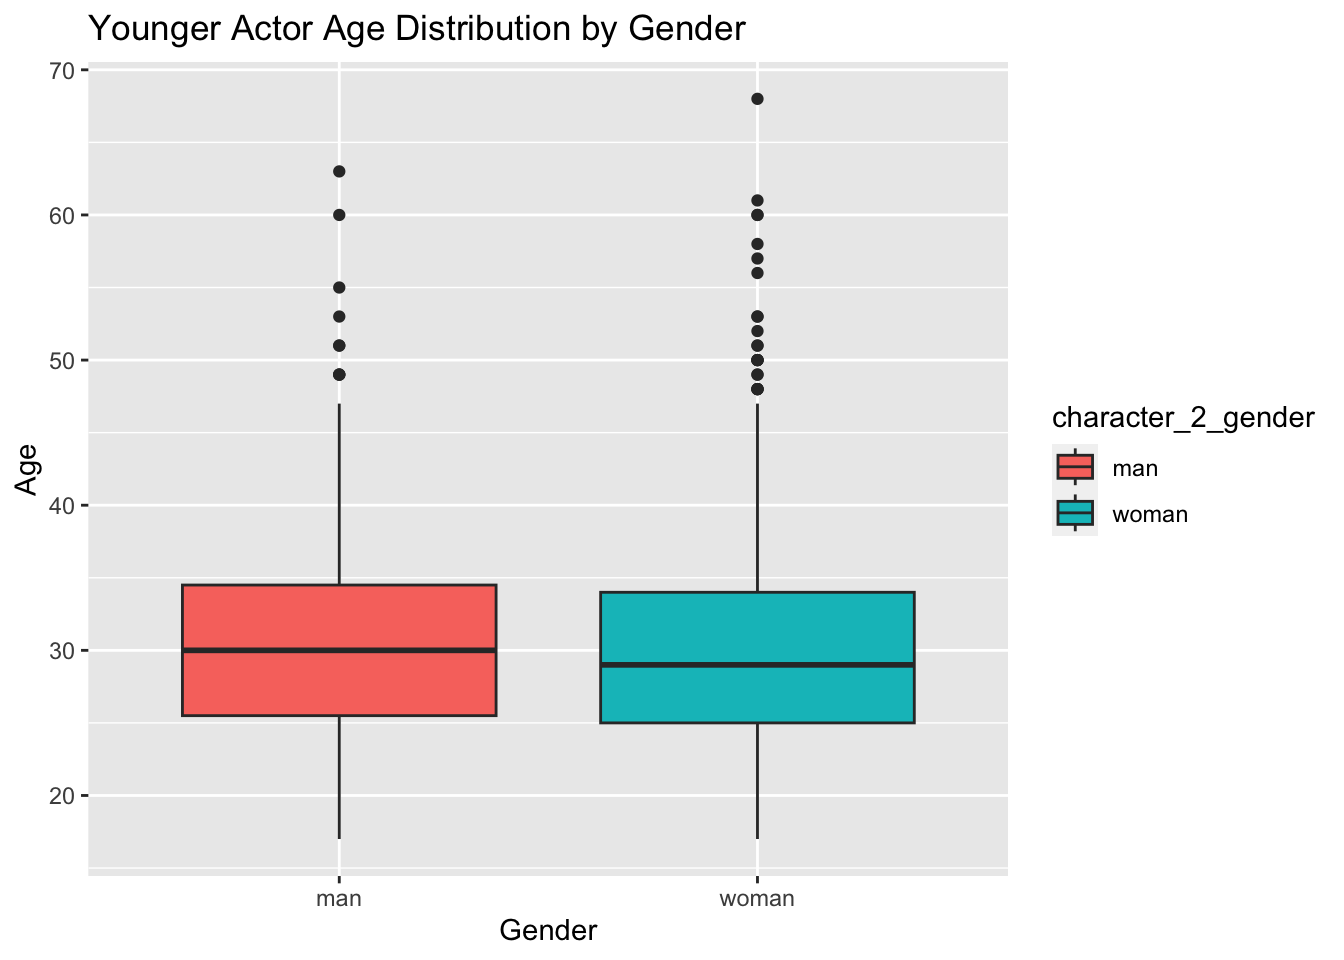 Younger Actor Age Distribution by Gender
70
60
50
40
30
20
Age
man
woman
Gender
character_2_gender
man
woman